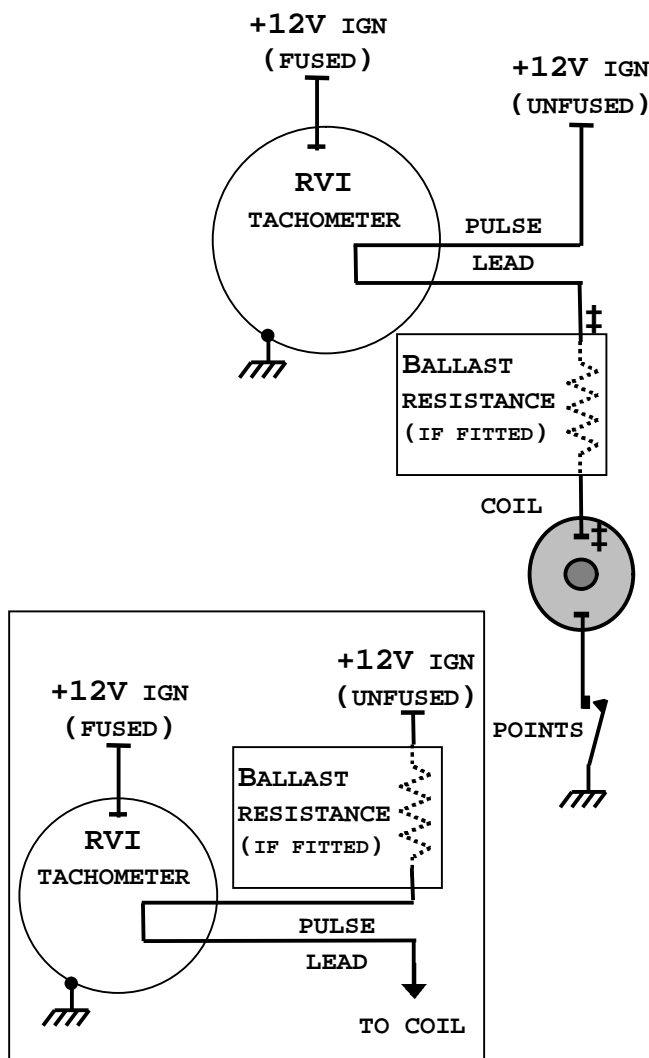 +12V IGN
(FUSED)
+12V IGN
(UNFUSED)
RVI
TACHOMETER
PULSE
LEAD
‡
BALLAST
RESISTANCE
(IF FITTED)
COIL
‡
POINTS
+12V IGN
(UNFUSED)
+12V IGN
(FUSED)
BALLAST
RESISTANCE
(IF FITTED)
RVI
TACHOMETER
PULSE
LEAD
TO COIL